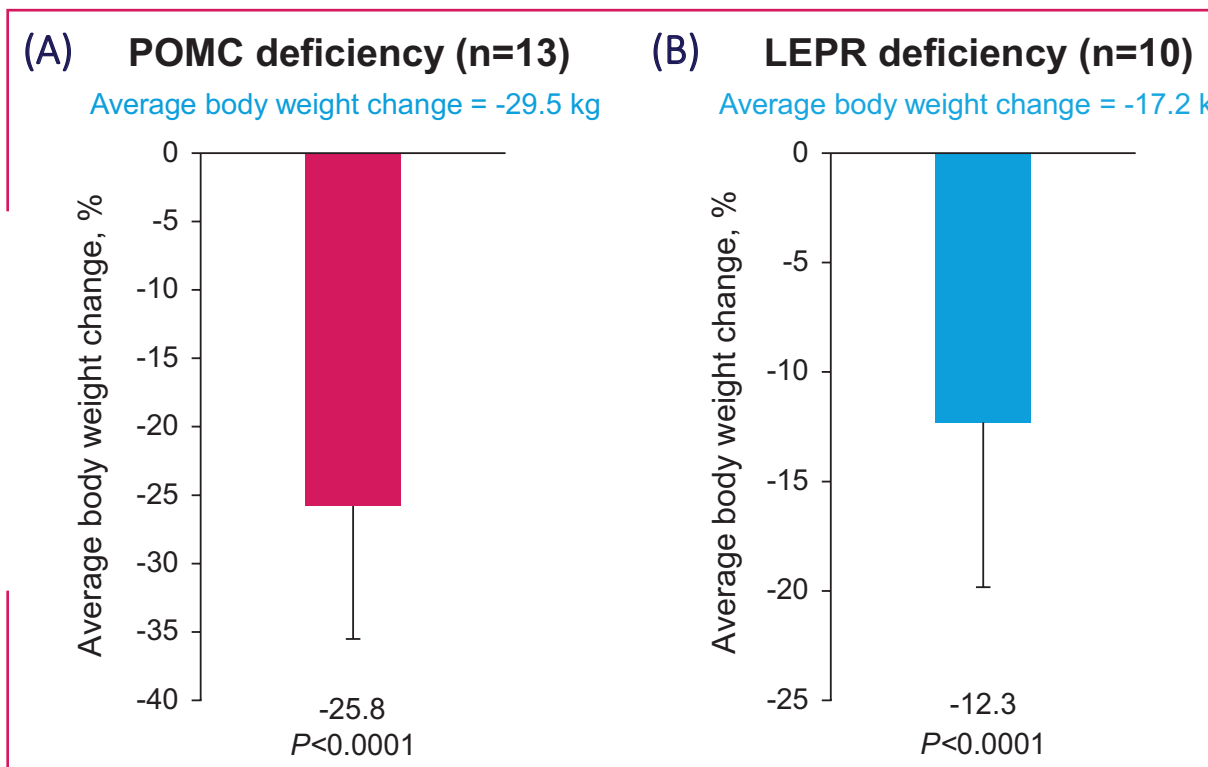 (A) POMC deficiency (n=13)
Average body weight change = -29.5 kg
Average body weight change, %
0
-5
-10
-15
-20
-25
-30
-35
-40
-25.8
P<0.0001
(B) LEPR deficiency (n=10)
Average body weight change = -17.2 k
Average body weight change, %
0
-5
-10
-15
-20
-25
-12.3
P<0.0001